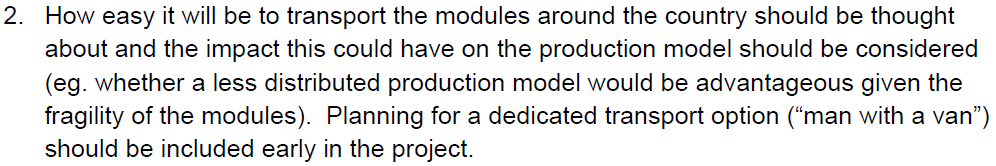 2. How easy it will be to transport the modules around the country should be thought
about and the impact this could have on the production model should be considered
(eg. whether a less distributed production model would be advantageous given the
fragility of the modules).  Planning for a dedicated transport option (“man with a van”)
should be included early in the project.